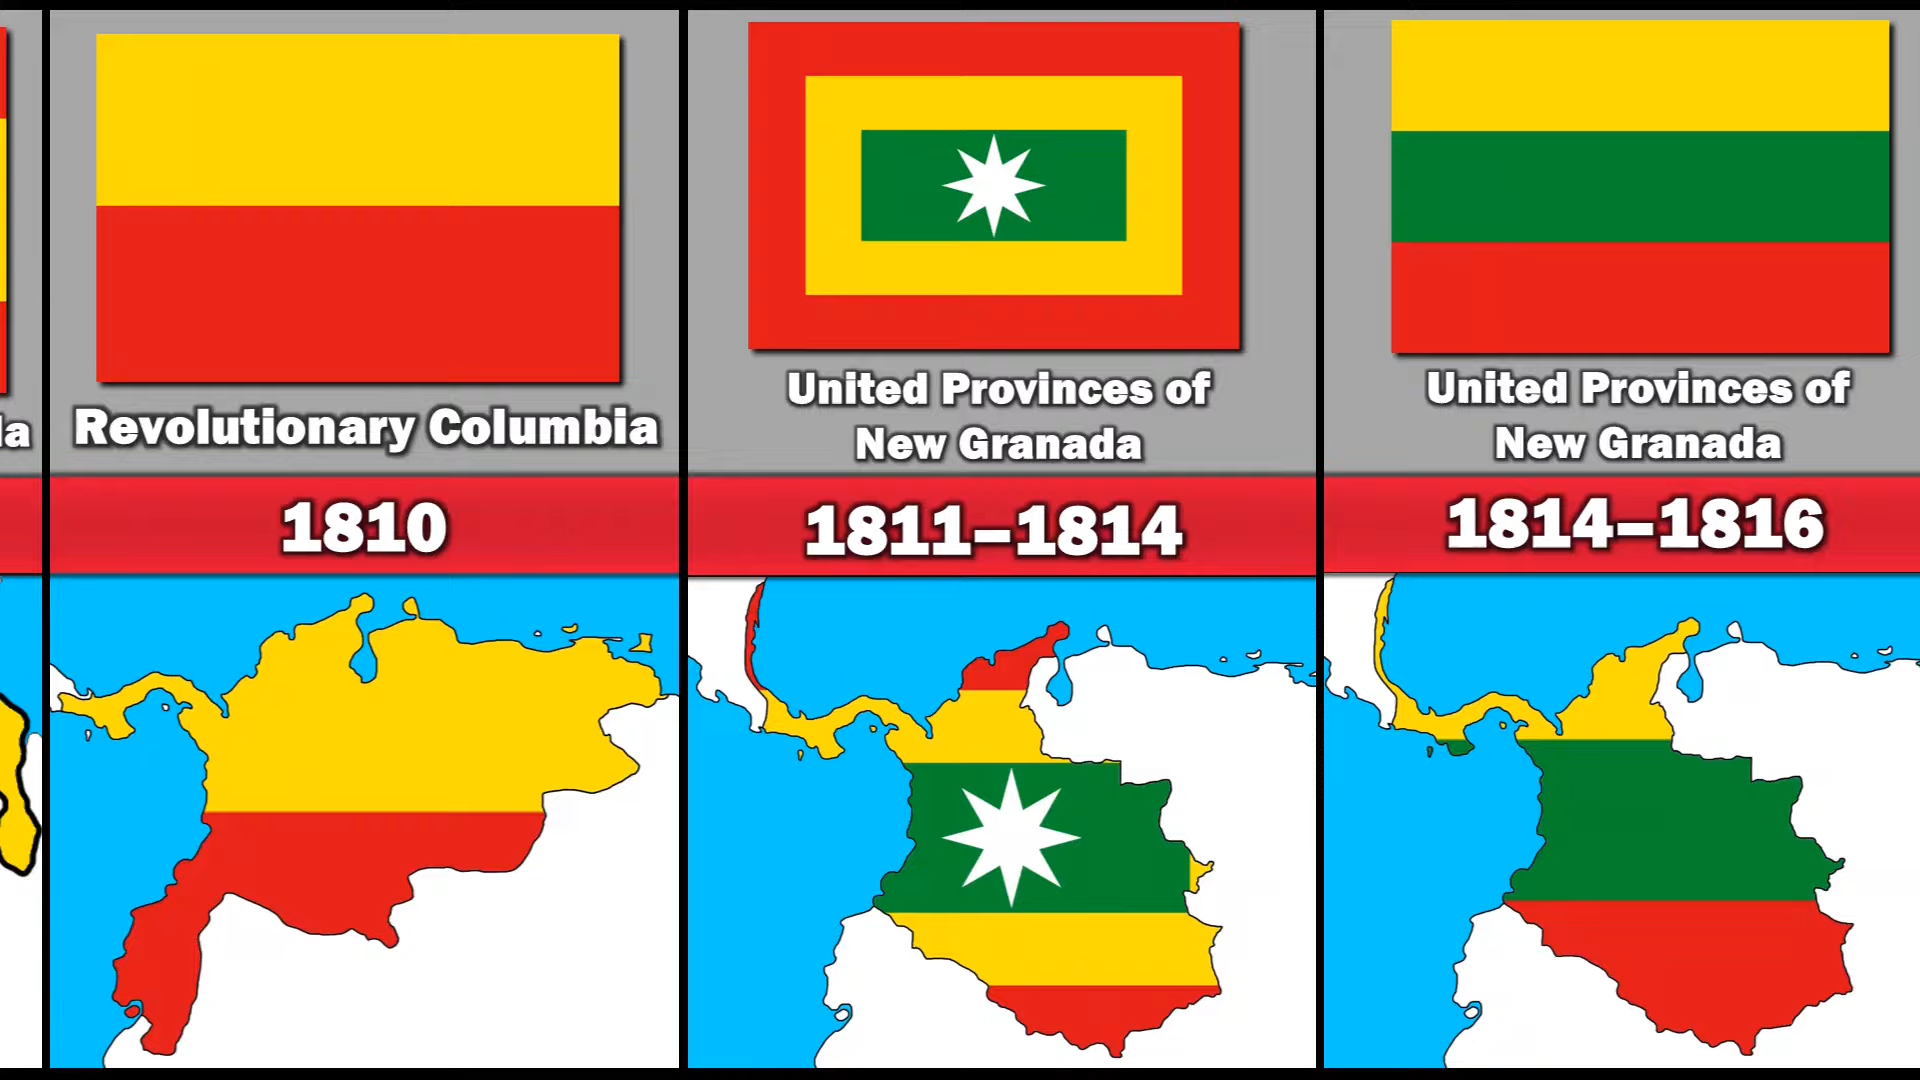 Revolutionary Columbia
1810
United Provinces of
New Granada
1811–1814
United Provinces of
New Granada
1814–1816